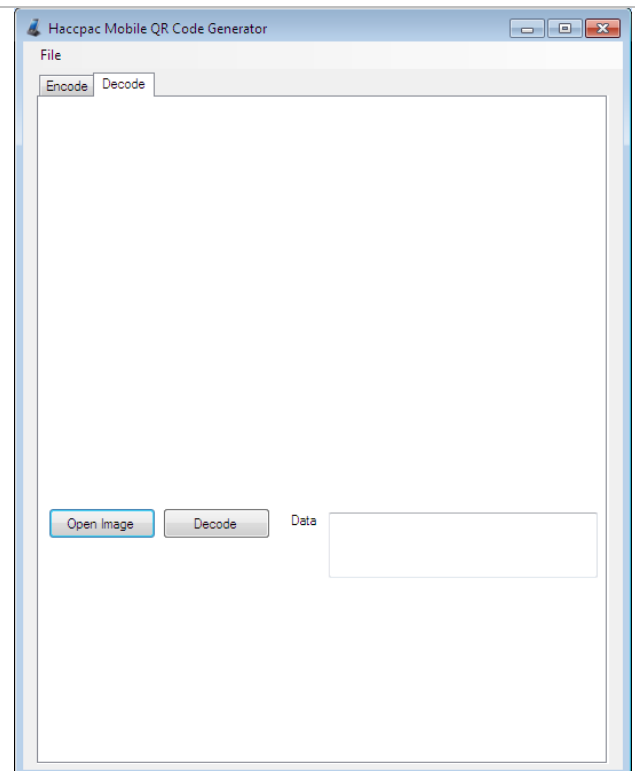 Haccpac Mobile QR Code Generator
File
Encode Decode
Open Image Decode Data